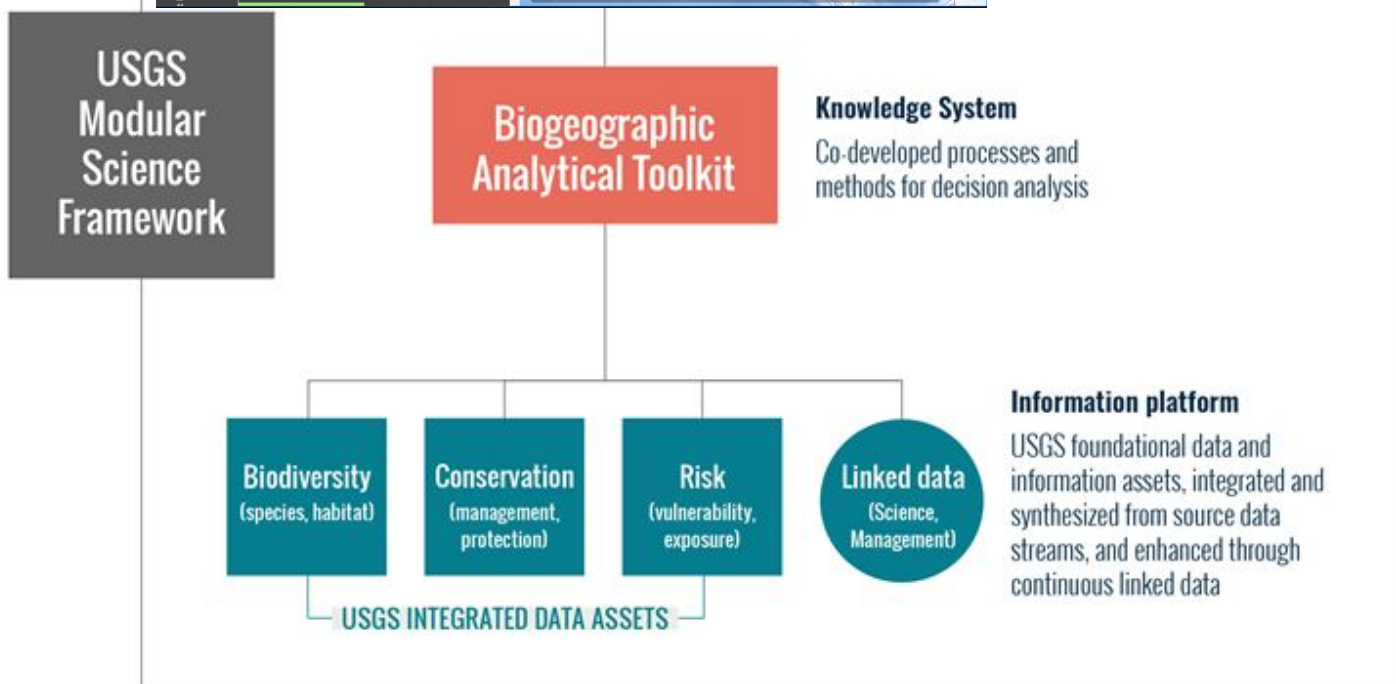 USGS
Modular
Science
Framework
Biogeographic
Analytical Toolkit
Knowledge System
Co-developed processes and
methods for decision analysis
Biodiversity
(species, habitat)
Conservation
(management,
protection)
Risk
(vulnerability,
exposure)
Linked data
(Science,
Management)
Information platform
USGS foundational data and
information assets, integrated and
synthesized from source data
streams, and enhanced through
continuous linked data
USGS INTEGRATED DATA ASSETS